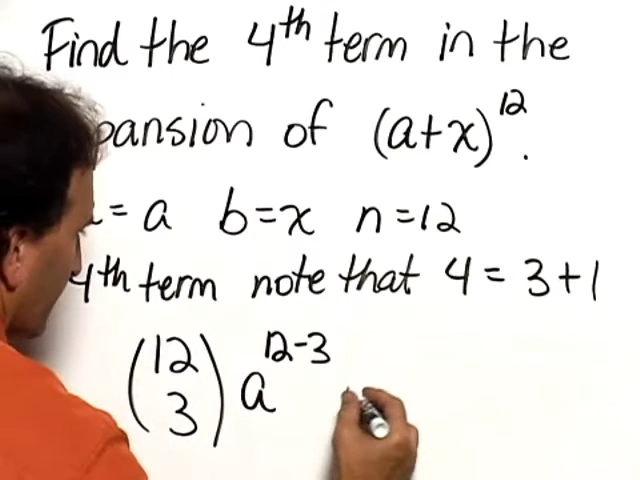 Find the 4th term in the
pansion of (a+x)^12.
= a b=x n=12
4th term note that 4 = 3+1
(12 3) a^12-3